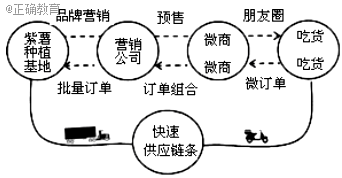 @正确教育
品牌营销
预售
朋友圈
紫薯
种植
基地
营销
公司
微商
微商
吃货
吃货
批量订单
订单组合
微订单
快速
供应链条